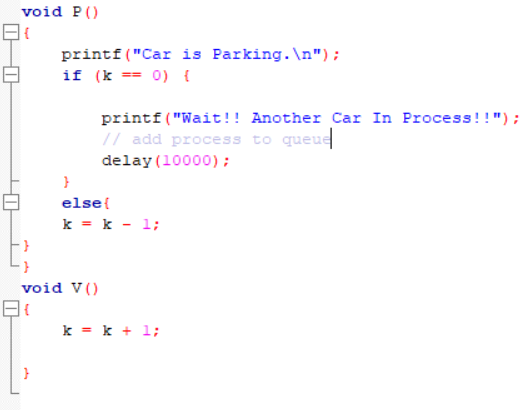 void P()
{
printf("Car is Parking.\n");
if (k == 0) {
printf("Wait!! Another Car In Process!!");
// add process to queue
delay(10000);
}
else{
k = k - 1;
}
}
void V()
{
k = k + 1;
}